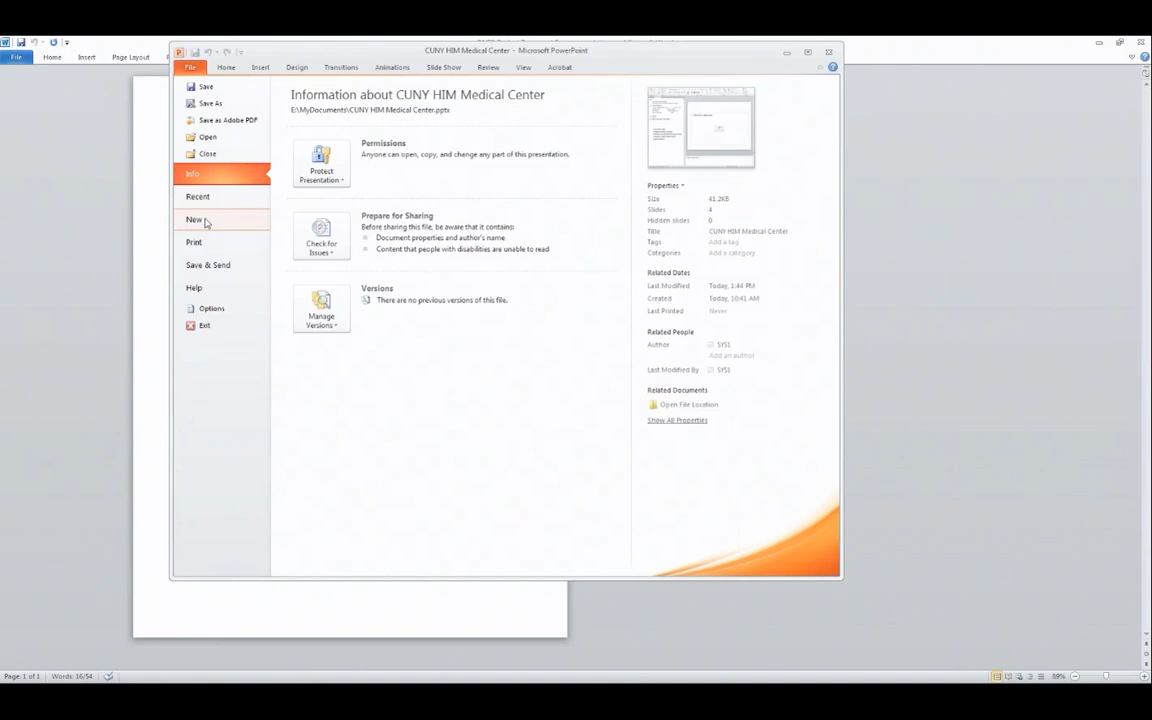 CUNY HIM Medical Center - Microsoft PowerPoint
File Home Insert Page Layout
File Home Insert Design Transitions Animations Slide Show Review View Acrobat
Save
Save As
Save as Adobe PDF
Open
Close
Info
Recent
New
Print
Save & Send
Help
Options
Exit
Information about CUNY HIM Medical Center
E:\MyDocuments\CUNY HIM Medical Center.pptx
Protect
Presentation
Permissions
Anyone can open, copy, and change any part of this presentation.
Check for
Issues
Prepare for Sharing
Before sharing this file, be aware that it contains:
Document properties and author's name
Content that people with disabilities are unable to read
Manage
Versions
Versions
There are no previous versions of this file.
Properties
Size 41.2KB
Slides 4
Hidden slides 0
Title CUNY HIM Medical Center
Tags Add a tag
Categories Add a category
Related Dates
Last Modified Today, 1:44 PM
Created Today, 10:41 AM
Last Printed Never
Related People
Author SYS1
Add an author
Last Modified By SYS1
Related Documents
Open File Location
Show All Properties
Page: 1 of 1 Words: 16/54 89%